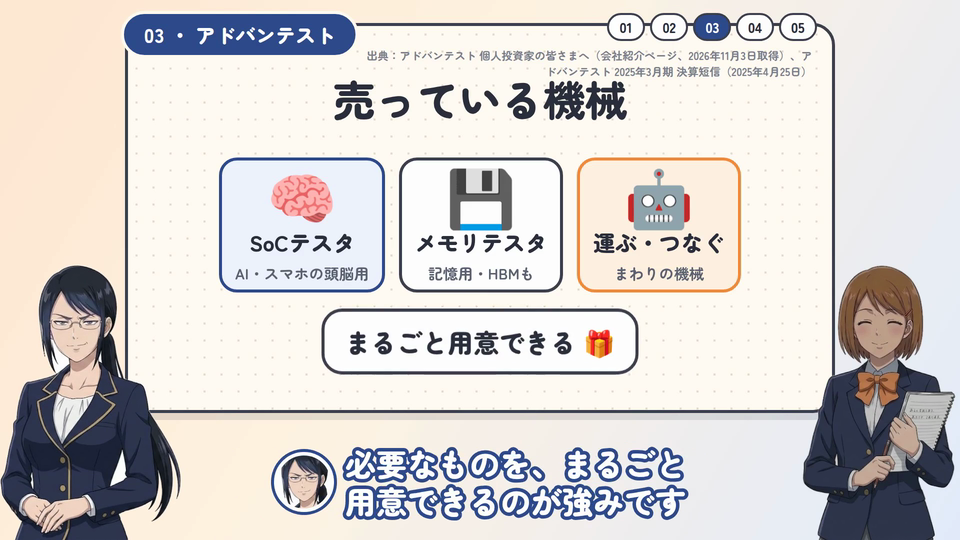 03 ・ アドバンテスト
01 02 03 04 05
出典：アドバンテスト 個人投資家の皆さまへ（会社紹介ページ、2026年11月3日取得）、ア
ドバンテスト 2025年3月期 決算短信（2025年4月25日）
売っている機械
SoCテスタ
AI・スマホの頭脳用
メモリテスタ
記憶用・HBMも
運ぶ・つなぐ
まわりの機械
まるごと用意できる
必要なものを、まるごと
用意できるのが強みです